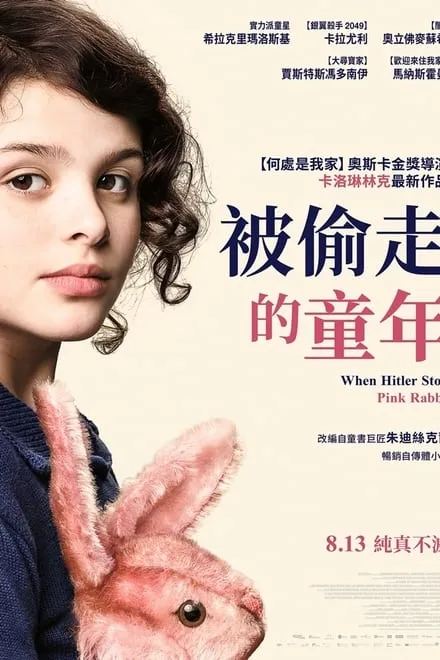 實力派童星
希拉克里瑪洛斯基
【銀翼殺手 2049】
卡拉尤利
奧立佛麥蘇
【大尋寶家】
賈斯特斯馮多南伊
【歡迎來住我家
馬納斯霍
【何處是我家】奧斯卡金獎導演
卡洛琳林克最新作品
被偷走
的童年
When Hitler Sto
Pink Rabb
改編自童書巨匠朱迪絲克
暢銷自傳體小
8.13 純真不滅